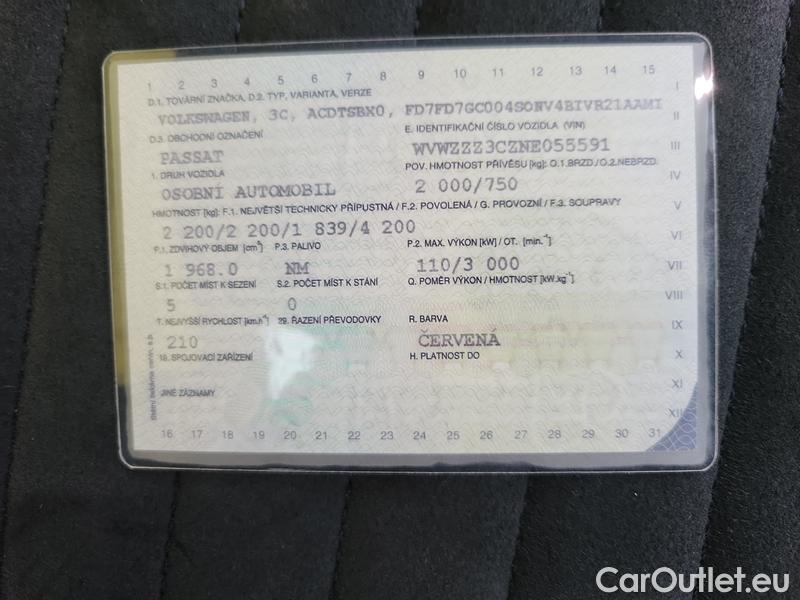 1 2 3 4 5 6 7 8 9 10 11 12 13 14 15
D.1. TOVÁRNÍ ZNAČKA, D.2. TYP, VARIANTA, VERZE
VOLKSWAGEN, 3C, ACDTSBX0, FD7FD7GC004SONV4BIVR21AAMI
D.3. OBCHODNÍ OZNAČENÍ
E. IDENTIFIKAČNÍ ČÍSLO VOZIDLA (VIN)
PASSAT
WVWZZZ3CZNE055591
1. DRUH VOZIDLA
POV. HMOTNOST PŘÍVĚSU [kg]: O.1.BRZD./O.2.NEBRZD.
OSOBNÍ AUTOMOBIL
2 000/750
HMOTNOST [kg]: F.1. NEJVĚTŠÍ TECHNICKY PŘÍPUSTNÁ / F.2. POVOLENÁ / G. PROVOZNÍ / F.3. SOUPRAVY
2 200/2 200/1 839/4 200
P.1. ZDVIHOVÝ OBJEM [cm³] P.3. PALIVO
P.2. MAX. VÝKON [kW] / OT. [min.⁻¹]
1 968.0 NM
110/3 000
S.1. POČET MÍST K SEZENÍ S.2. POČET MÍST K STÁNÍ
Q. POMĚR VÝKON / HMOTNOST [kW.kg⁻¹]
5 0
T. NEJVYŠŠÍ RYCHLOST [km.h⁻¹] 29. ŘAZENÍ PŘEVODOVKY
R. BARVA
210
ČERVENÁ
18. SPOJOVACÍ ZAŘÍZENÍ
H. PLATNOST DO
JINÉ ZÁZNAMY
16 17 18 19 20 21 22 23 24 25 26 27 28 29 30 31
I
II
III
IV
V
VI
VII
VIII
IX
X
XI
XII
CarOutlet.eu